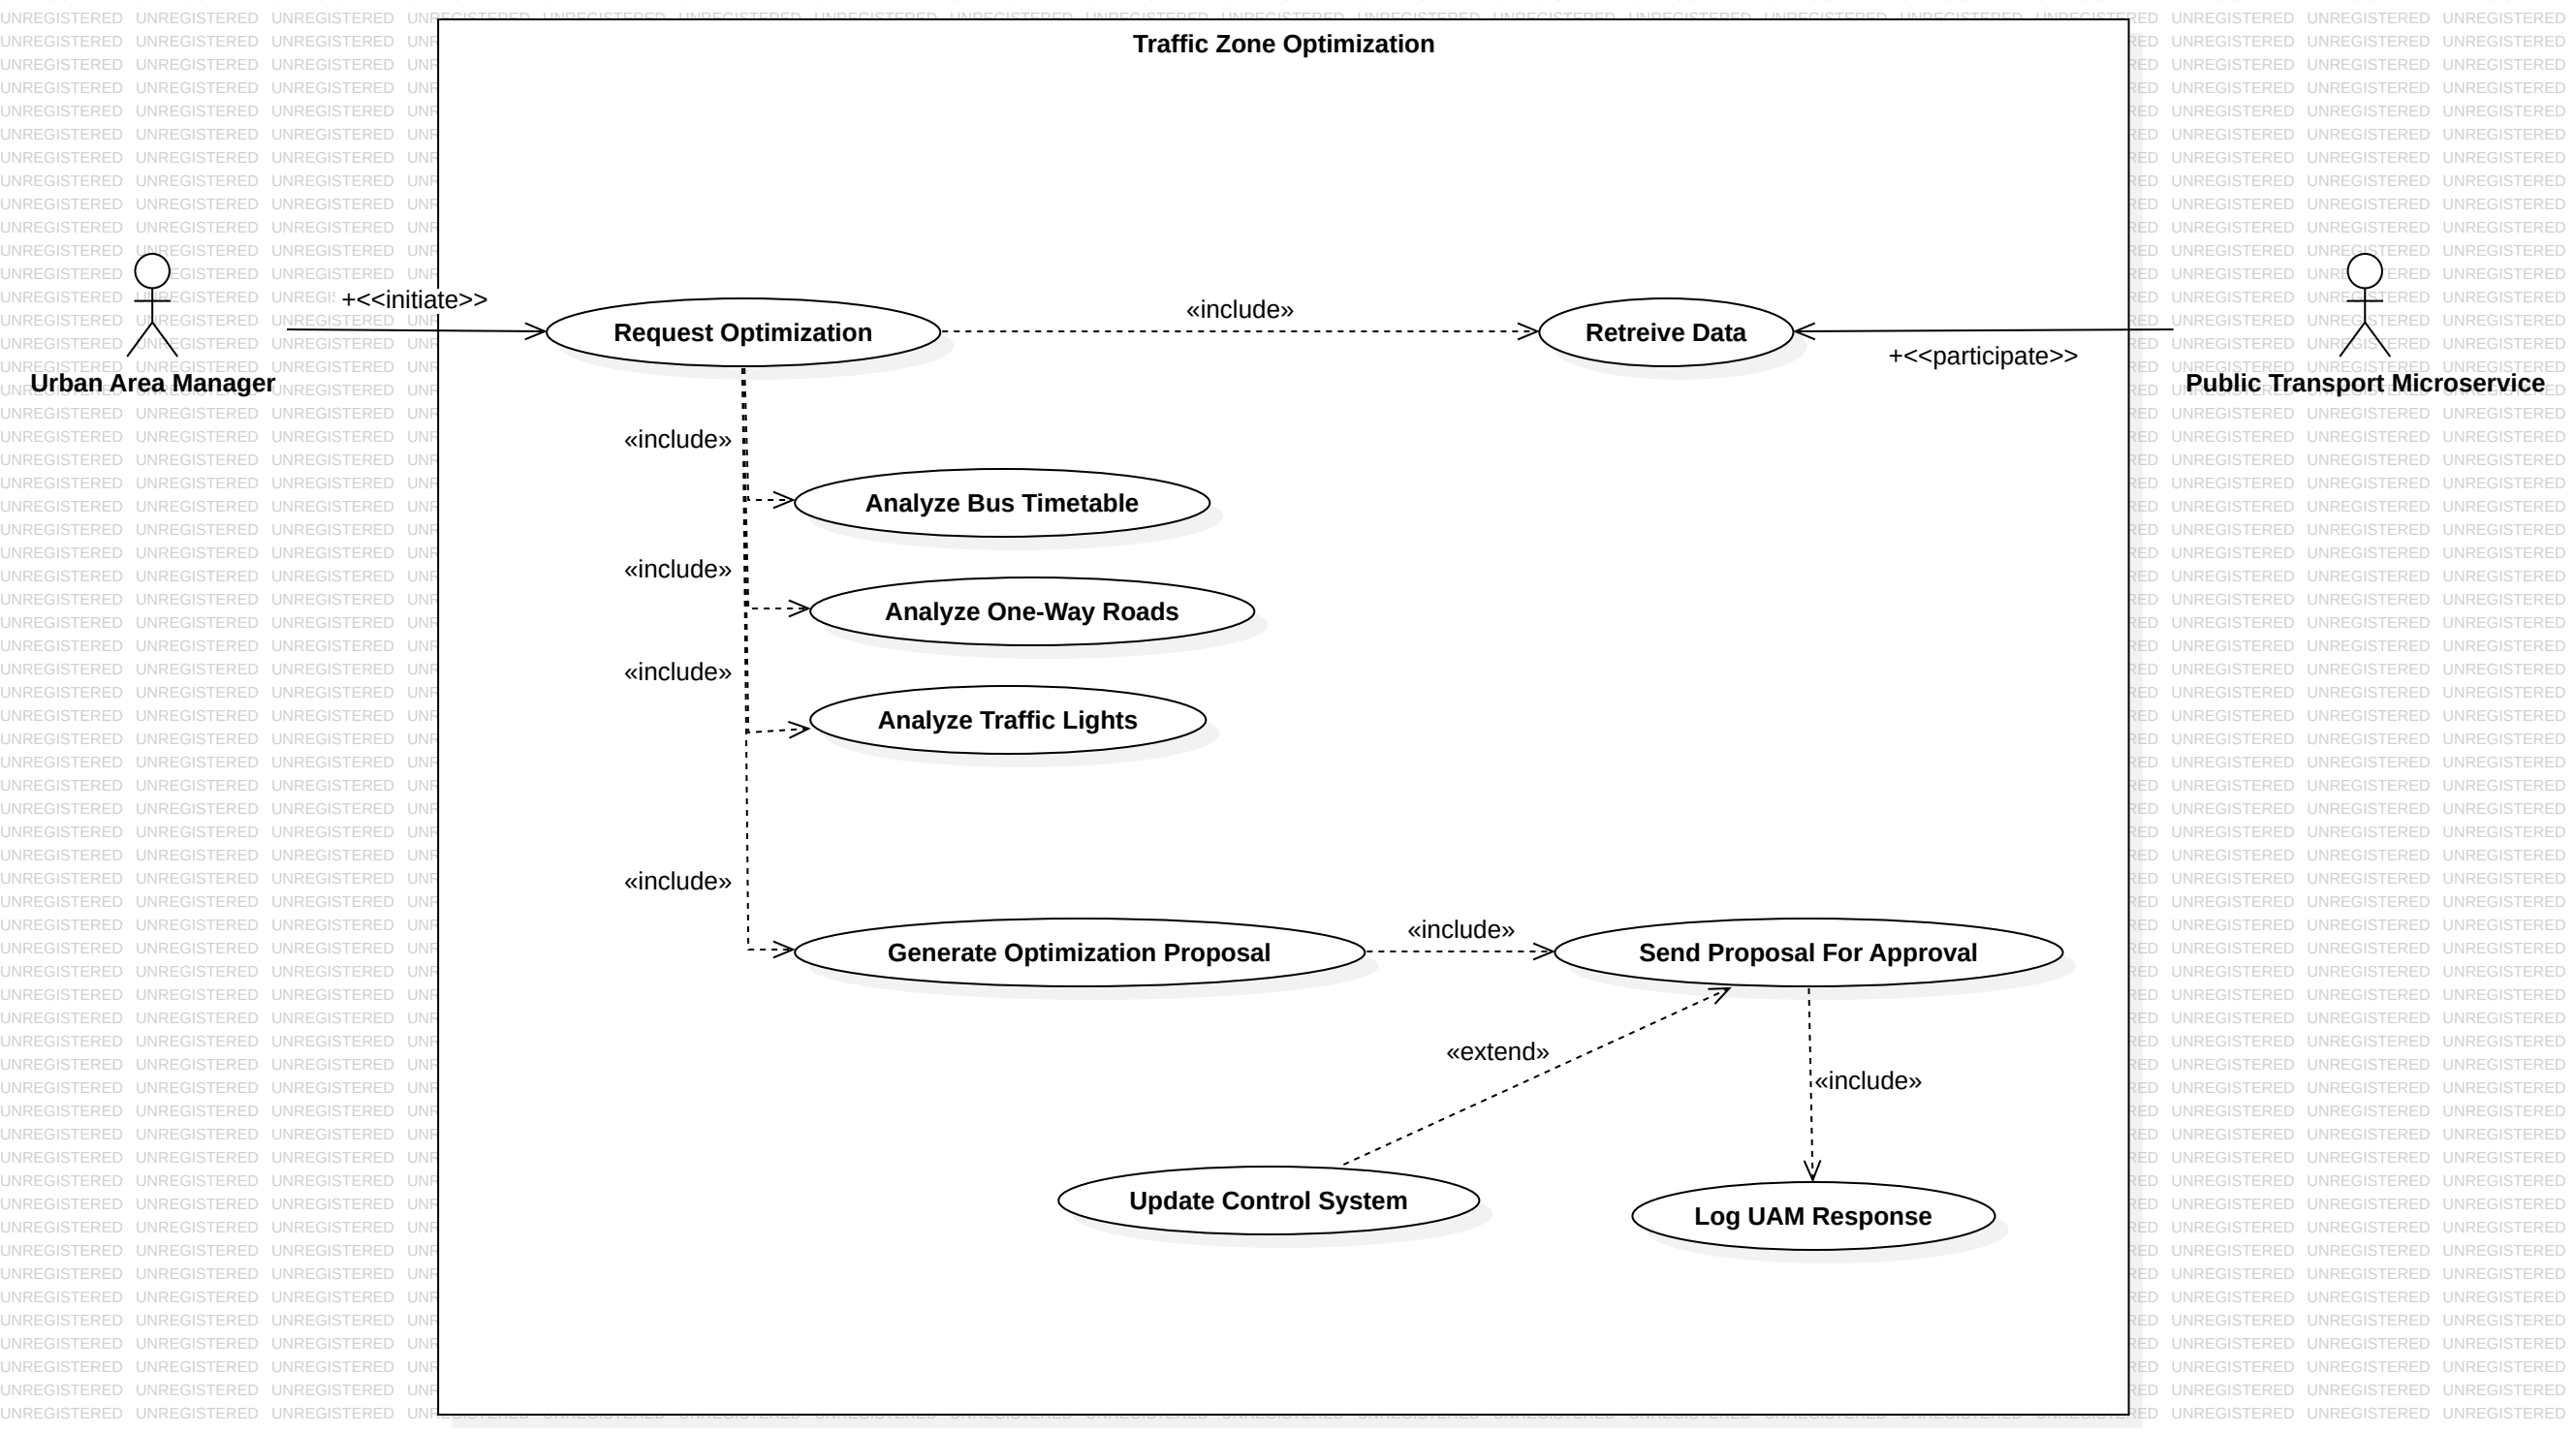 Traffic Zone Optimization
+<<initiate>>
Urban Area Manager
Request Optimization
«include»
Retreive Data
+<<participate>>
Public Transport Microservice
«include»
Analyze Bus Timetable
«include»
Analyze One-Way Roads
«include»
Analyze Traffic Lights
«include»
Generate Optimization Proposal
«include»
Send Proposal For Approval
«extend»
«include»
Update Control System
Log UAM Response
UNREGISTERED